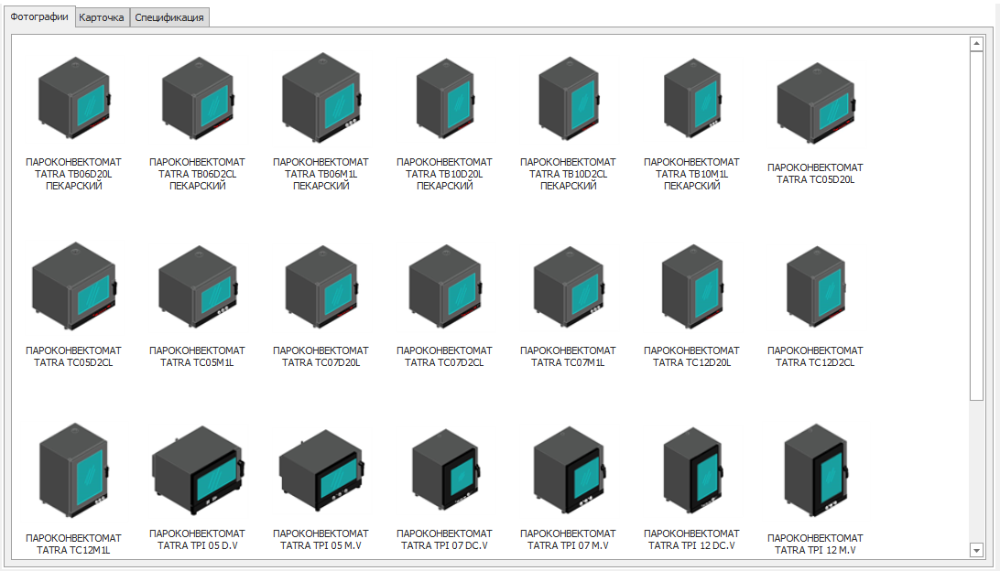 Фотографии Карточка Спецификация
ПАРОКОНВЕКТОМАТ
TATRA TB06D20L
ПЕКАРСКИЙ
ПАРОКОНВЕКТОМАТ
TATRA TB06D2CL
ПЕКАРСКИЙ
ПАРОКОНВЕКТОМАТ
TATRA TB06M1L
ПЕКАРСКИЙ
ПАРОКОНВЕКТОМАТ
TATRA TB10D20L
ПЕКАРСКИЙ
ПАРОКОНВЕКТОМАТ
TATRA TB10D2CL
ПЕКАРСКИЙ
ПАРОКОНВЕКТОМАТ
TATRA TB10M1L
ПЕКАРСКИЙ
ПАРОКОНВЕКТОМАТ
TATRA TC05D20L
ПАРОКОНВЕКТОМАТ
TATRA TC05D2CL
ПАРОКОНВЕКТОМАТ
TATRA TC05M1L
ПАРОКОНВЕКТОМАТ
TATRA TC07D20L
ПАРОКОНВЕКТОМАТ
TATRA TC07D2CL
ПАРОКОНВЕКТОМАТ
TATRA TC07M1L
ПАРОКОНВЕКТОМАТ
TATRA TC12D20L
ПАРОКОНВЕКТОМАТ
TATRA TC12D2CL
ПАРОКОНВЕКТОМАТ
TATRA TC12M1L
ПАРОКОНВЕКТОМАТ
TATRA TPI 05 D.V
ПАРОКОНВЕКТОМАТ
TATRA TPI 05 M.V
ПАРОКОНВЕКТОМАТ
TATRA TPI 07 DC.V
ПАРОКОНВЕКТОМАТ
TATRA TPI 07 M.V
ПАРОКОНВЕКТОМАТ
TATRA TPI 12 DC.V
ПАРОКОНВЕКТОМАТ
TATRA TPI 12 M.V